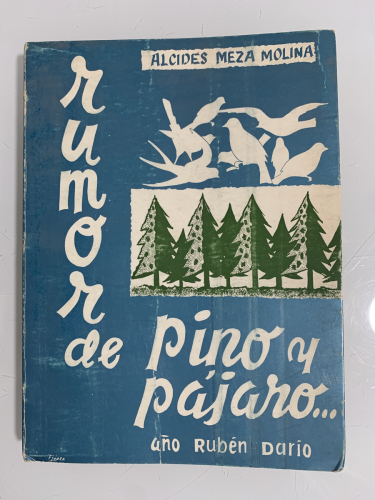 ALCIDES MEZA MOLINA
rumor
de pino y
pájaro...
año Rubén Darío